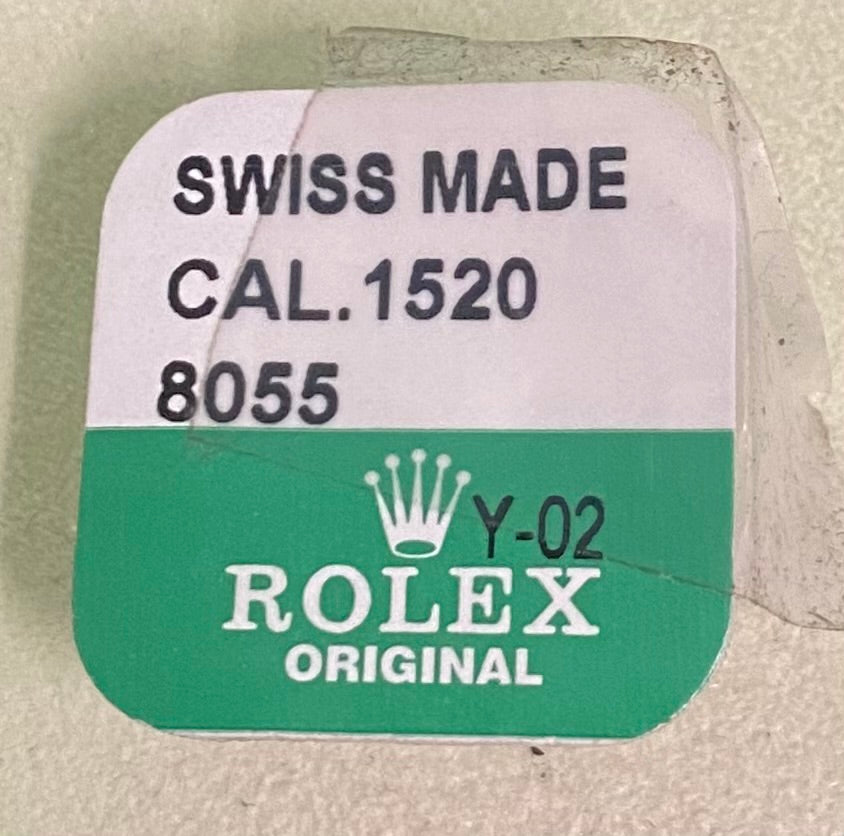 SWISS MADE
CAL.1520
8055
Y-02
ROLEX
ORIGINAL